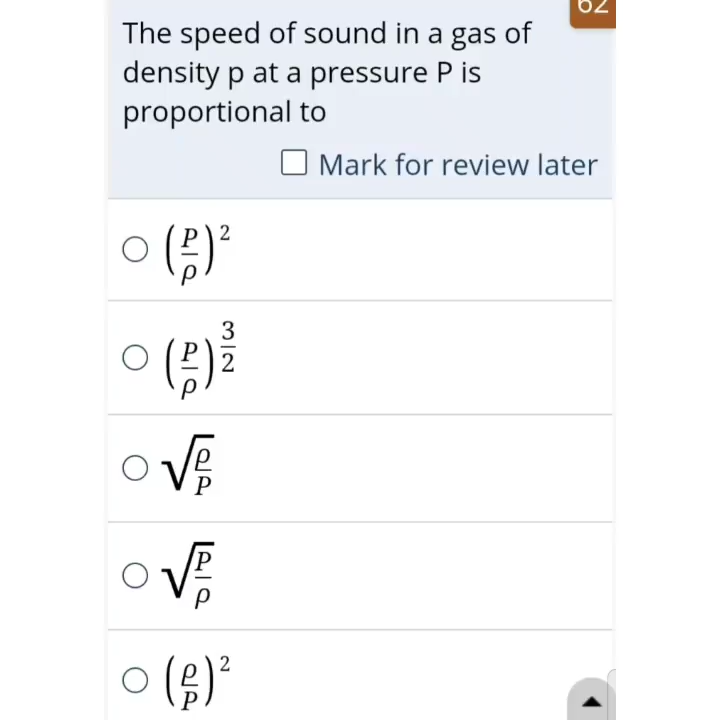 62
The speed of sound in a gas of
density p at a pressure P is
proportional to
Mark for review later
(P/ρ)²
(P/ρ)^(3/2)
√(ρ/P)
√(P/ρ)
(ρ/P)²